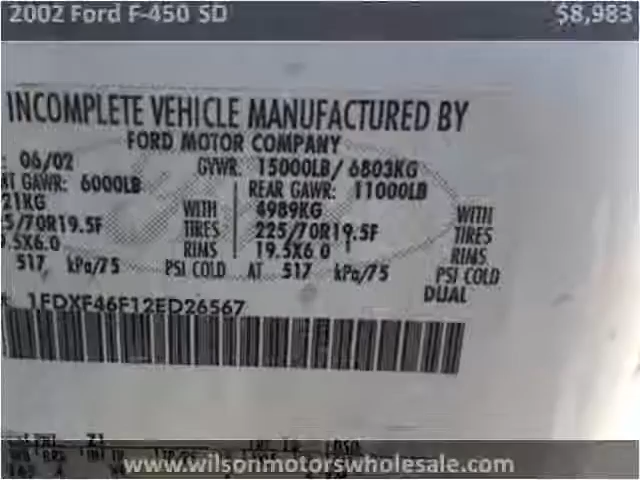 2002 Ford F-450 SD $8,983
INCOMPLETE VEHICLE MANUFACTURED BY
FORD MOTOR COMPANY
: 06/02 GVWR: 15000LB/ 6803KG
AT GAWR: 6000LB REAR GAWR: 11000LB
21KG WITH 4989KG WITH
5/70R19.5F TIRES 225/70R19.5F TIRES
9.5X6.0 RIMS 19.5X6.0 RIMS
517 kPa/75 PSI COLD AT 517 kPa/75 PSI COLD
DUAL
1FDXF46F12ED26567
www.wilsonmotorswholesale.com